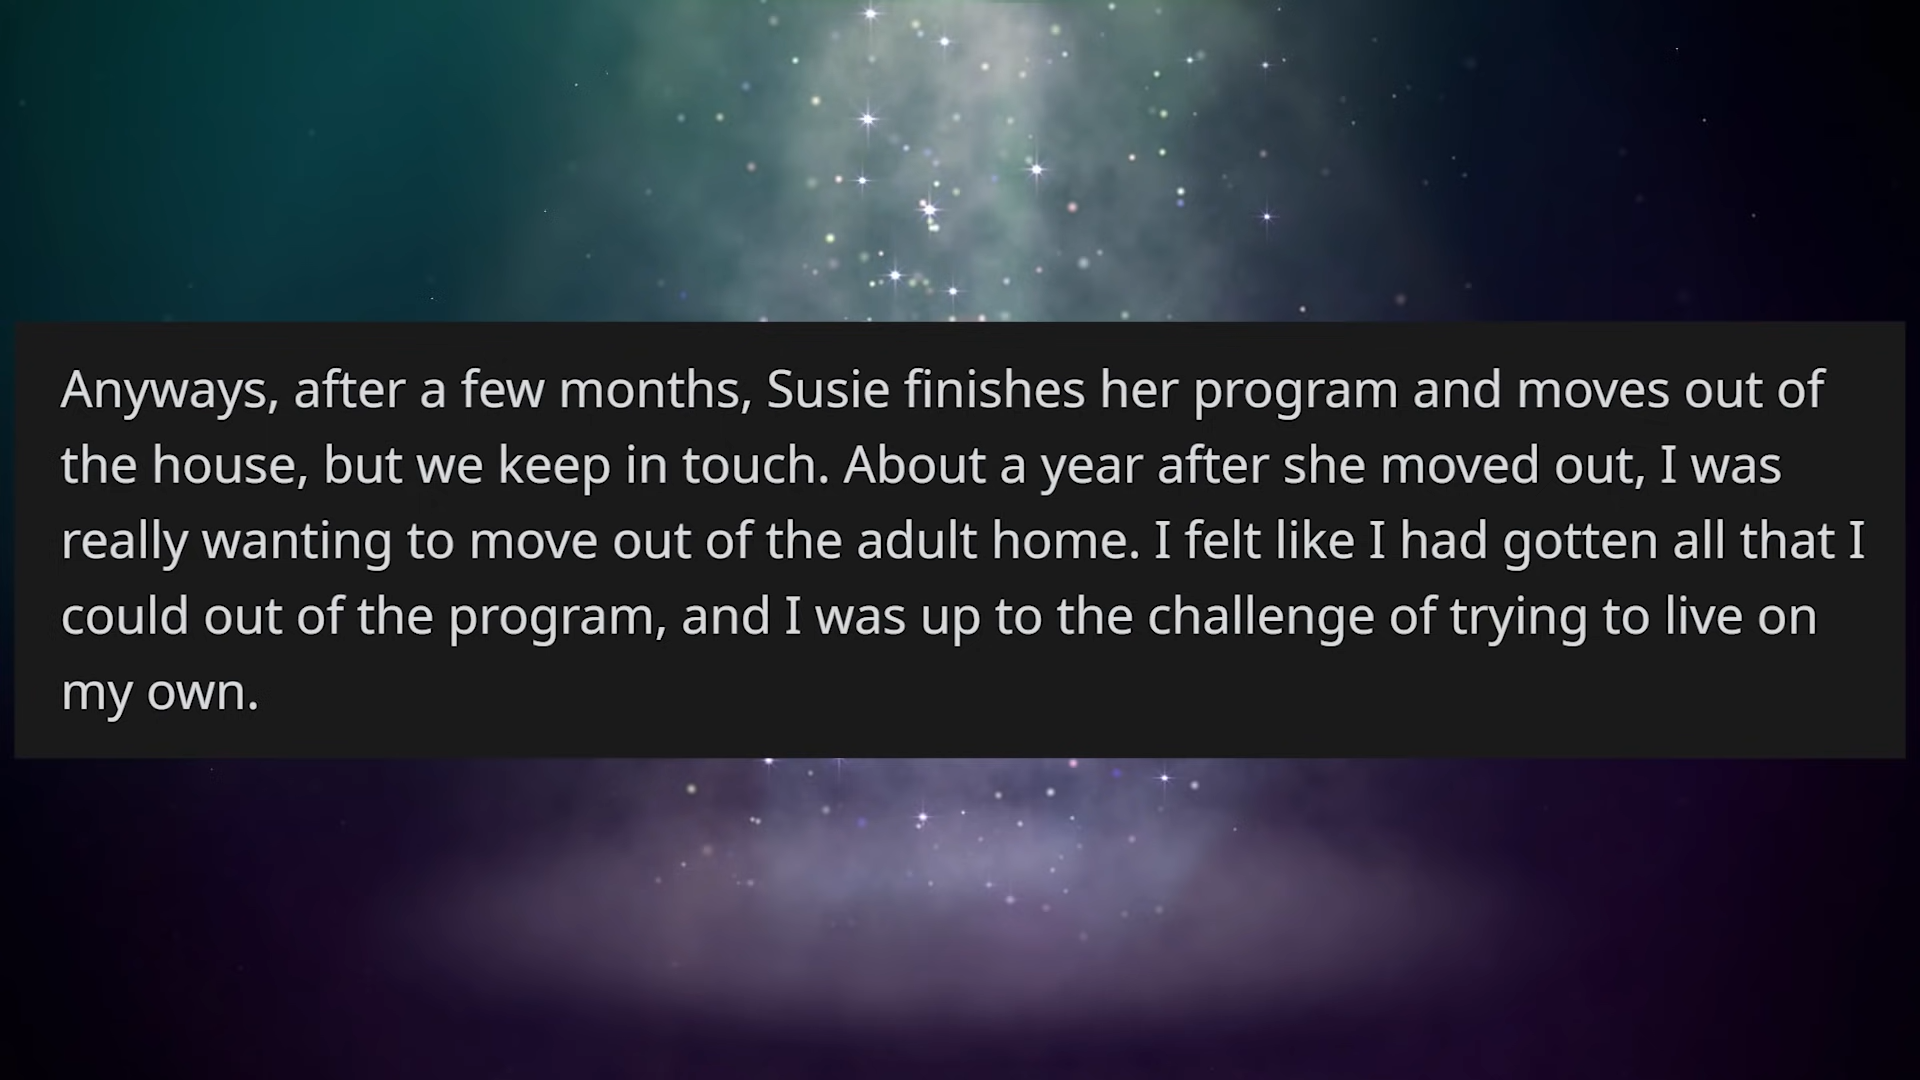 Anyways, after a few months, Susie finishes her program and moves out of
the house, but we keep in touch. About a year after she moved out, I was
really wanting to move out of the adult home. I felt like I had gotten all that I
could out of the program, and I was up to the challenge of trying to live on
my own.